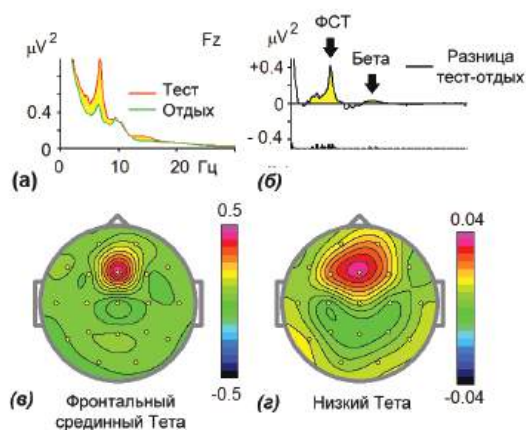 μV²
Fz
0.4
Тест
Отдых
0
10
Гц
20
(а)
μV²
ФСТ
Бета
Разница
тест-отдых
+0.4
0
- 0.4
(б)
0.5
-0.5
(в)
Фронтальный
срединный Тета
0.04
-0.04
(г)
Низкий Тета